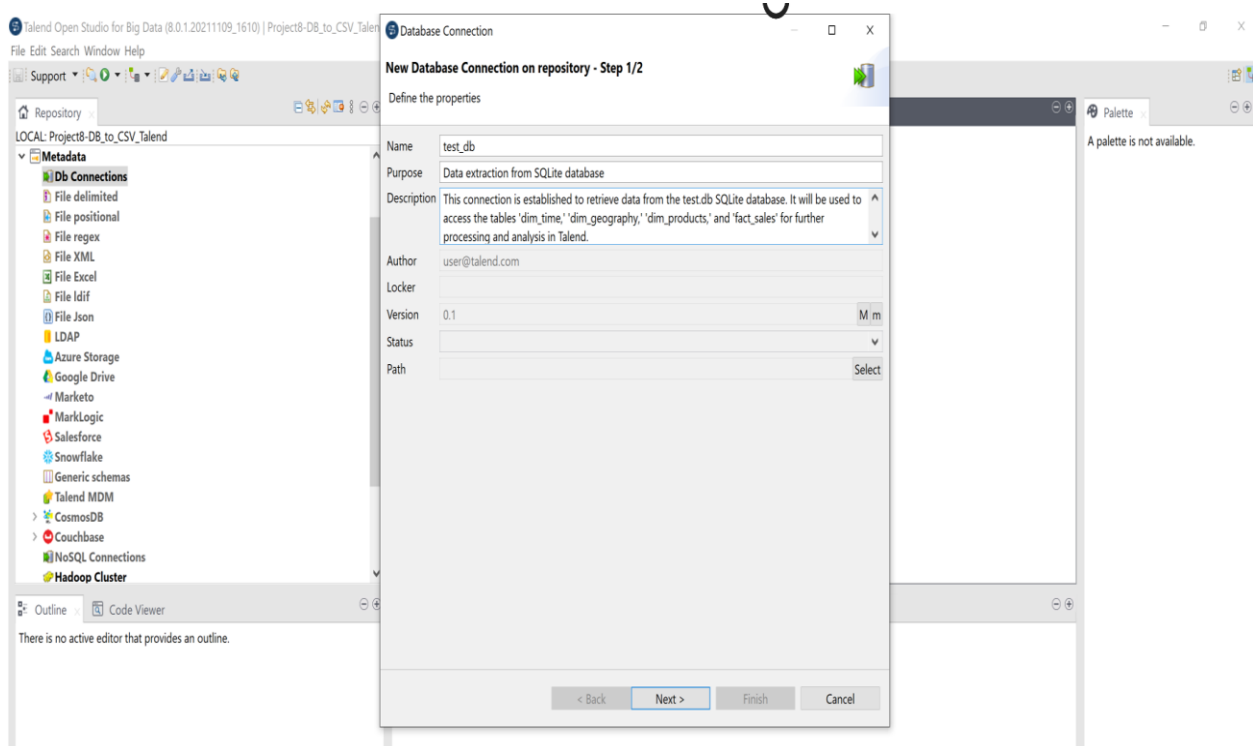 Talend Open Studio for Big Data (8.0.1.20211109_1610) | Project8-DB_to_CSV_Talen
File Edit Search Window Help
Support
Repository
LOCAL: Project8-DB_to_CSV_Talend
Metadata
Db Connections
File delimited
File positional
File regex
File XML
File Excel
File ldif
File Json
LDAP
Azure Storage
Google Drive
Marketo
MarkLogic
Salesforce
Snowflake
Generic schemas
Talend MDM
CosmosDB
Couchbase
NoSQL Connections
Hadoop Cluster
Outline
Code Viewer
There is no active editor that provides an outline.
Database Connection
New Database Connection on repository - Step 1/2
Define the properties
Name test_db
Purpose Data extraction from SQLite database
Description This connection is established to retrieve data from the test.db SQLite database. It will be used to
access the tables 'dim_time,' 'dim_geography,' 'dim_products,' and 'fact_sales' for further
processing and analysis in Talend.
Author user@talend.com
Locker
Version 0.1 M m
Status
Path Select
< Back Next > Finish Cancel
Palette
A palette is not available.